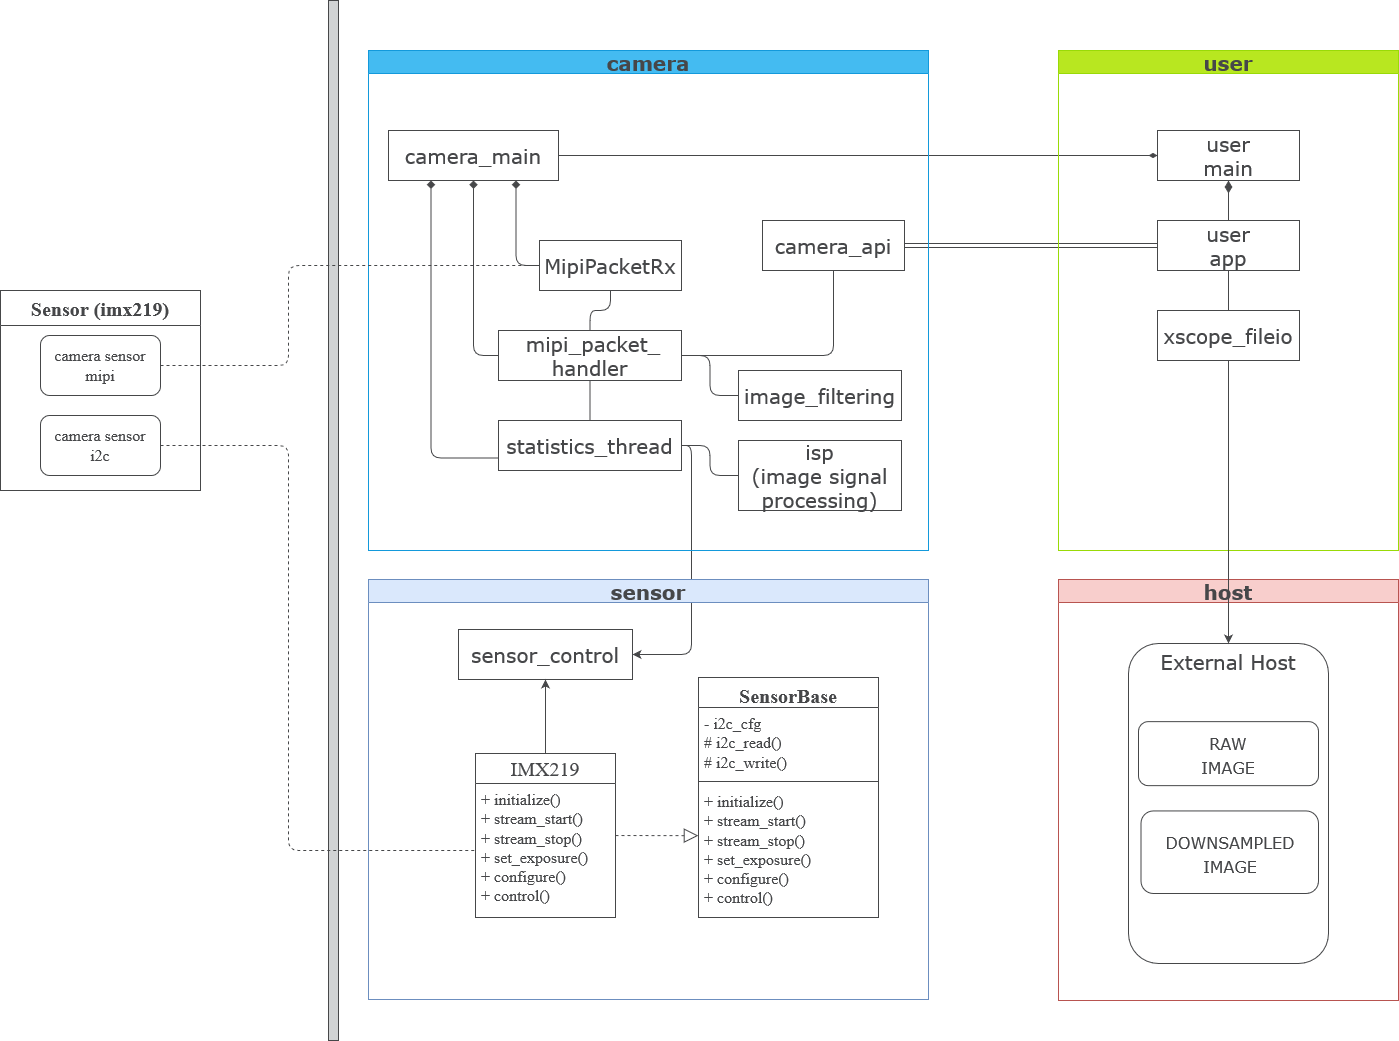 camera
user
camera_main
user
main
MipiPacketRx
camera_api
user
app
Sensor (imx219)
camera sensor
mipi
camera sensor
i2c
mipi_packet_
handler
xscope_fileio
image_filtering
statistics_thread
isp
(image signal
processing)
sensor
host
sensor_control
External Host
SensorBase
- i2c_cfg
# i2c_read()
# i2c_write()
+ initialize()
+ stream_start()
+ stream_stop()
+ set_exposure()
+ configure()
+ control()
IMX219
+ initialize()
+ stream_start()
+ stream_stop()
+ set_exposure()
+ configure()
+ control()
RAW
IMAGE
DOWNSAMPLED
IMAGE